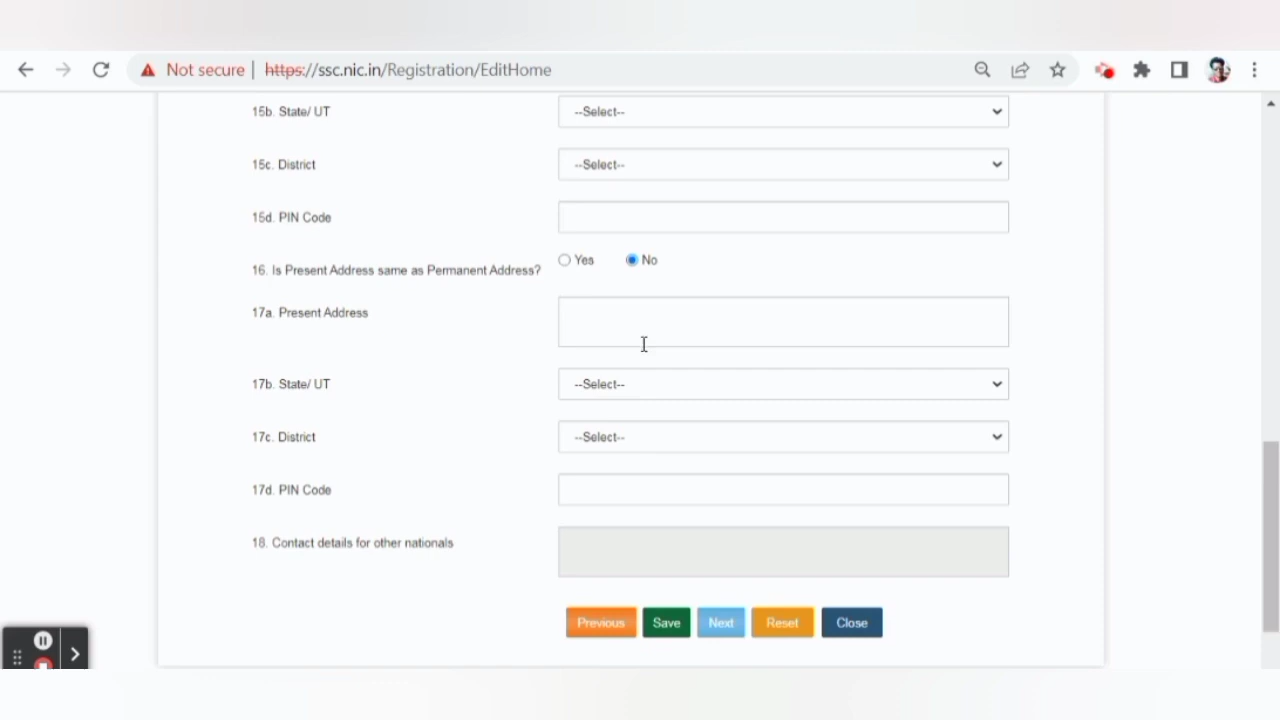 Not secure | https://ssc.nic.in/Registration/EditHome
15b. State/ UT --Select--
15c. District --Select--
15d. PIN Code
16. Is Present Address same as Permanent Address? Yes No
17a. Present Address
17b. State/ UT --Select--
17c. District --Select--
17d. PIN Code
18. Contact details for other nationals
Previous Save Next Reset Close